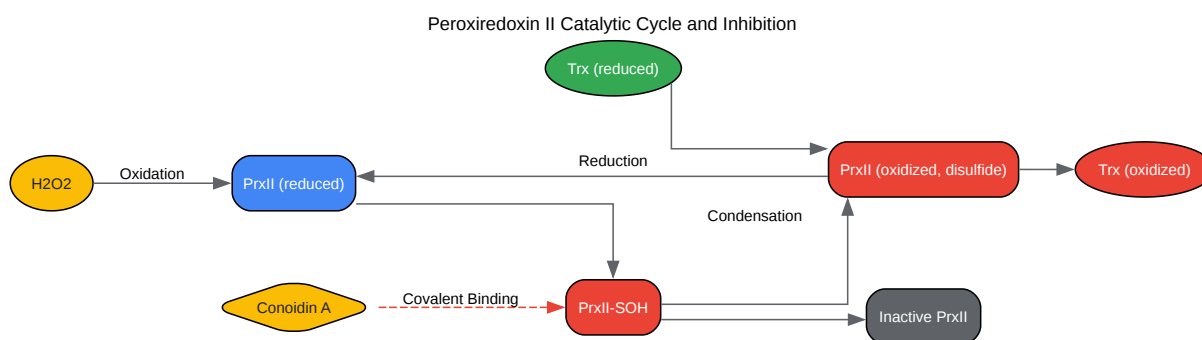 Peroxiredoxin II Catalytic Cycle and Inhibition
Trx (reduced)
H2O2
Oxidation
PrxII (reduced)
Reduction
PrxII (oxidized, disulfide)
Trx (oxidized)
Condensation
Conoidin A
Covalent Binding
PrxII-SOH
Inactive PrxII